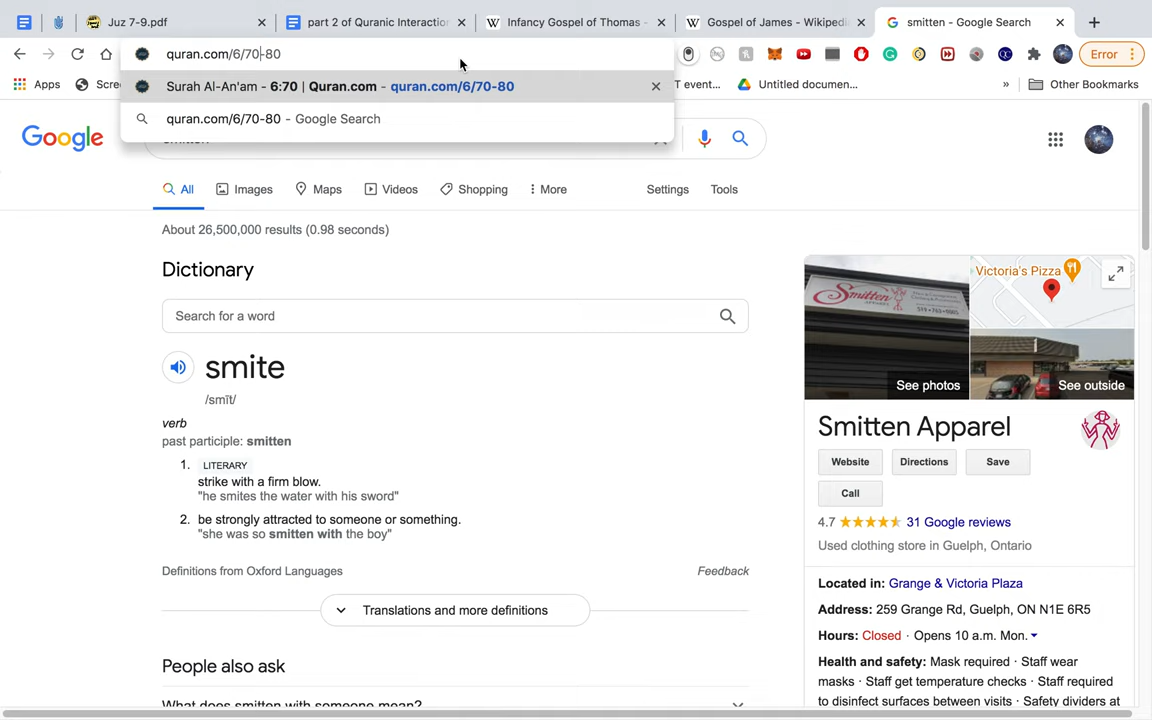 Juz 7-9.pdf
part 2 of Quranic Interaction
Infancy Gospel of Thomas -
Gospel of James - Wikipedi
smitten - Google Search
quran.com/6/70-80
Error
Apps
Scree
Surah Al-An'am - 6:70 | Quran.com - quran.com/6/70-80
T event...
Untitled documen...
»
Other Bookmarks
quran.com/6/70-80 - Google Search
Google
All
Images
Maps
Videos
Shopping
More
Settings
Tools
About 26,500,000 results (0.98 seconds)
Dictionary
Search for a word
smite
/smīt/
verb
past participle: smitten
1. LITERARY
strike with a firm blow.
"he smites the water with his sword"
2. be strongly attracted to someone or something.
"she was so smitten with the boy"
Definitions from Oxford Languages
Feedback
Translations and more definitions
People also ask
What does smitten with someone mean?
Smitten
Victoria's Pizza
See photos
See outside
Smitten Apparel
Website
Directions
Save
Call
4.7 ★★★★★ 31 Google reviews
Used clothing store in Guelph, Ontario
Located in: Grange & Victoria Plaza
Address: 259 Grange Rd, Guelph, ON N1E 6R5
Hours: Closed · Opens 10 a.m. Mon.
Health and safety: Mask required · Staff wear
masks · Staff get temperature checks · Staff required
to disinfect surfaces between visits · Safety dividers at